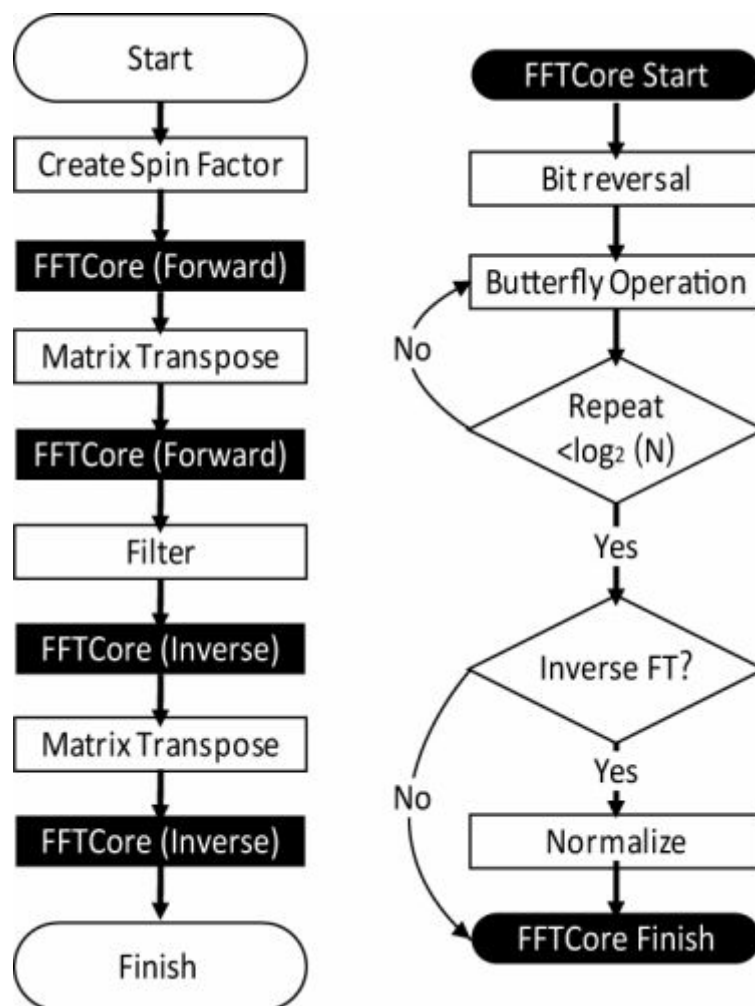 Start
Create Spin Factor
FFTCore (Forward)
Matrix Transpose
FFTCore (Forward)
Filter
FFTCore (Inverse)
Matrix Transpose
FFTCore (Inverse)
Finish
FFTCore Start
Bit reversal
Butterfly Operation
No
Repeat
<log₂ (N)
Yes
Inverse FT?
Yes
No
Normalize
FFTCore Finish